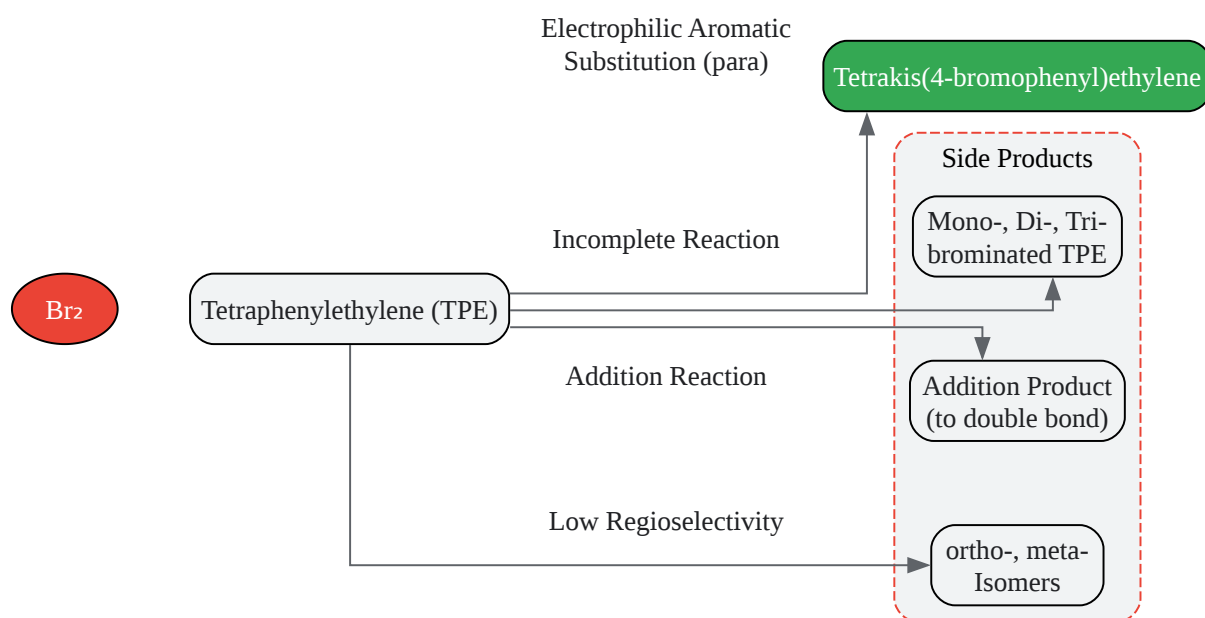 Electrophilic Aromatic
Substitution (para)
Tetrakis(4-bromophenyl)ethylene
Side Products
Mono-, Di-, Tri-
brominated TPE
Incomplete Reaction
Br₂
Tetraphenylethylene (TPE)
Addition Reaction
Addition Product
(to double bond)
Low Regioselectivity
ortho-, meta-
Isomers